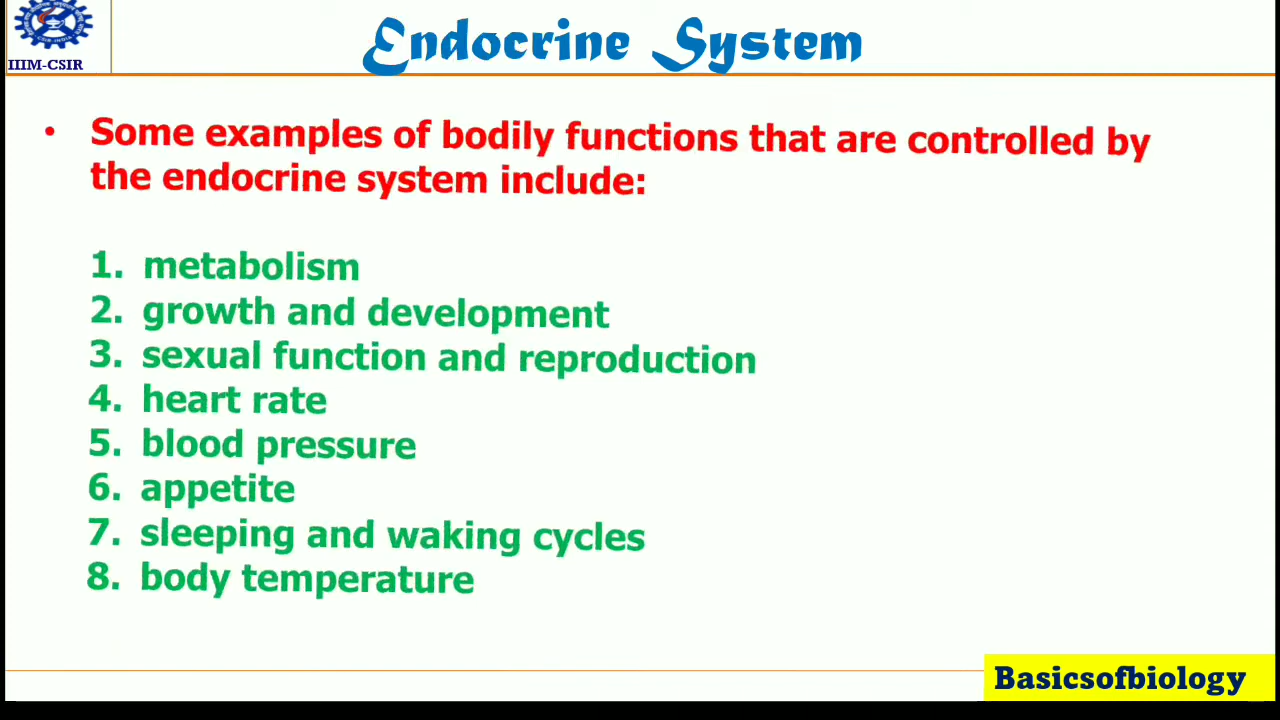 CSIR-INDIA
IIIM-CSIR
Endocrine System
• Some examples of bodily functions that are controlled by
the endocrine system include:
1. metabolism
2. growth and development
3. sexual function and reproduction
4. heart rate
5. blood pressure
6. appetite
7. sleeping and waking cycles
8. body temperature
Basicsofbiology